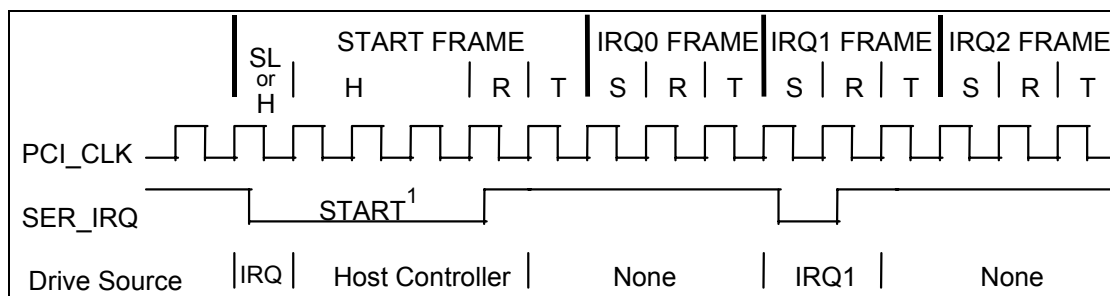 START FRAME IRQ0 FRAME IRQ1 FRAME IRQ2 FRAME
SL
or
H
H R T S R T S R T S R T
PCI_CLK
START1
SER_IRQ
Drive Source IRQ Host Controller None IRQ1 None